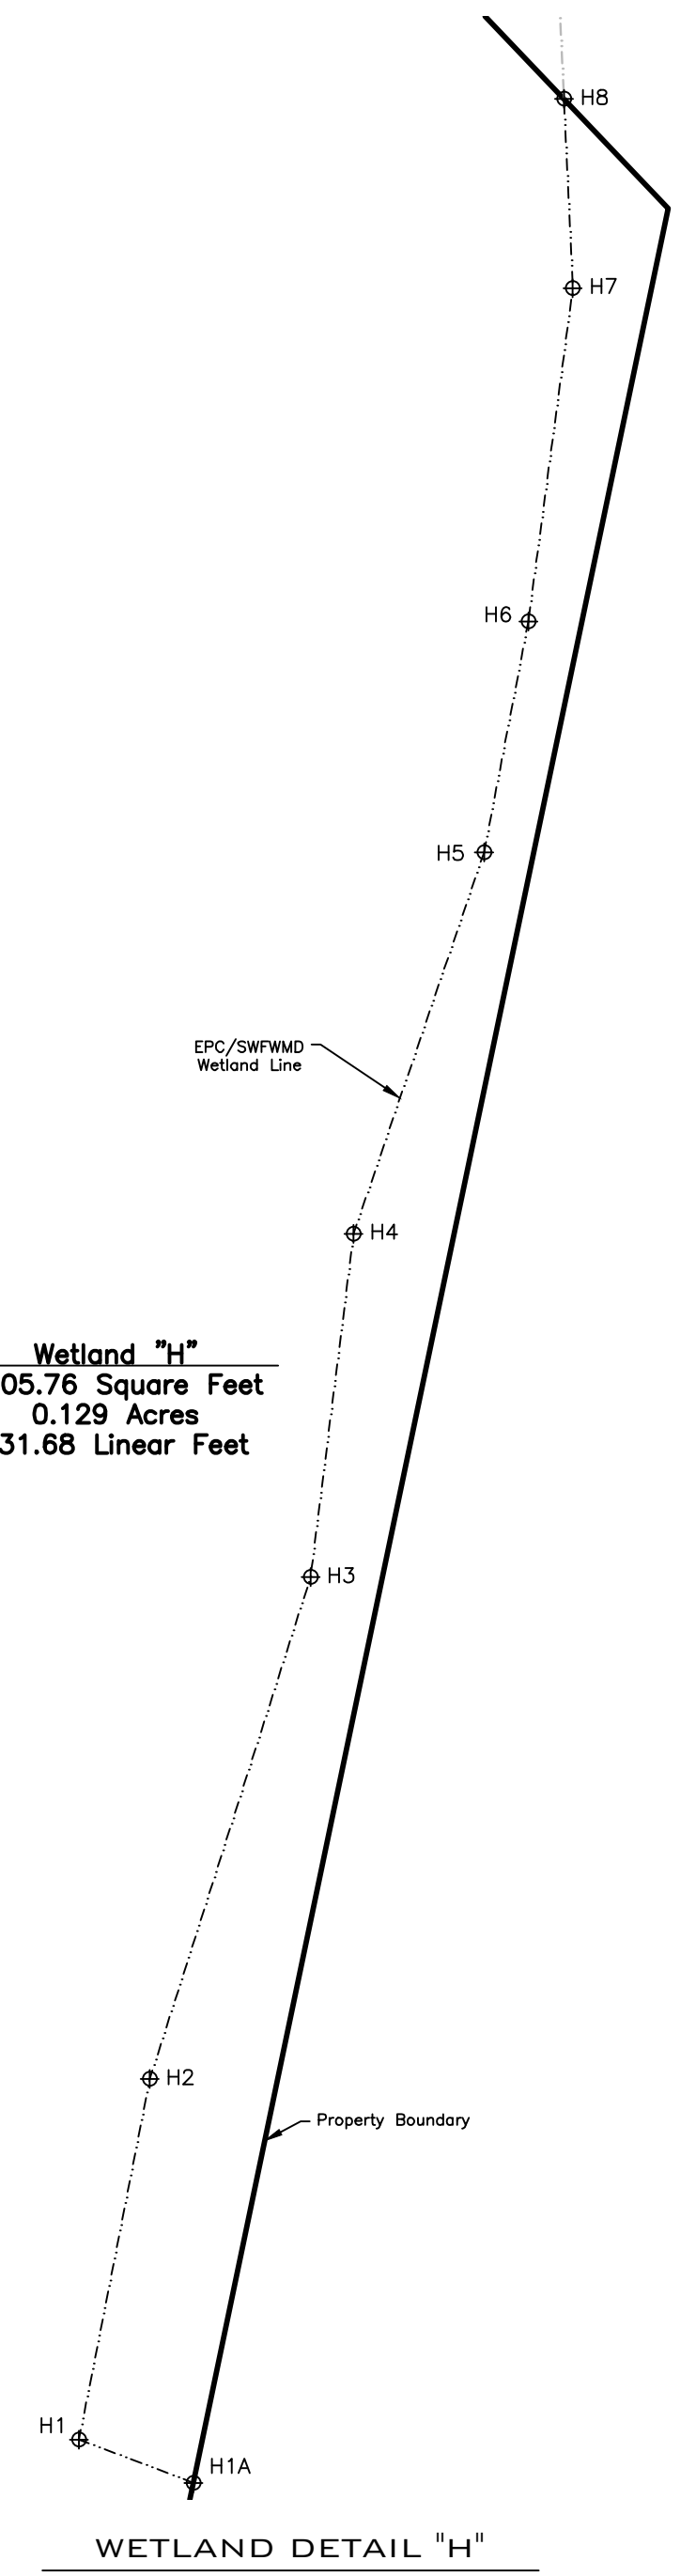 H8
H7
H6
H5
EPC/SWFWMD
Wetland Line
H4
Wetland "H"
05.76 Square Feet
0.129 Acres
31.68 Linear Feet
H3
H2
Property Boundary
H1
H1A
WETLAND DETAIL "H"